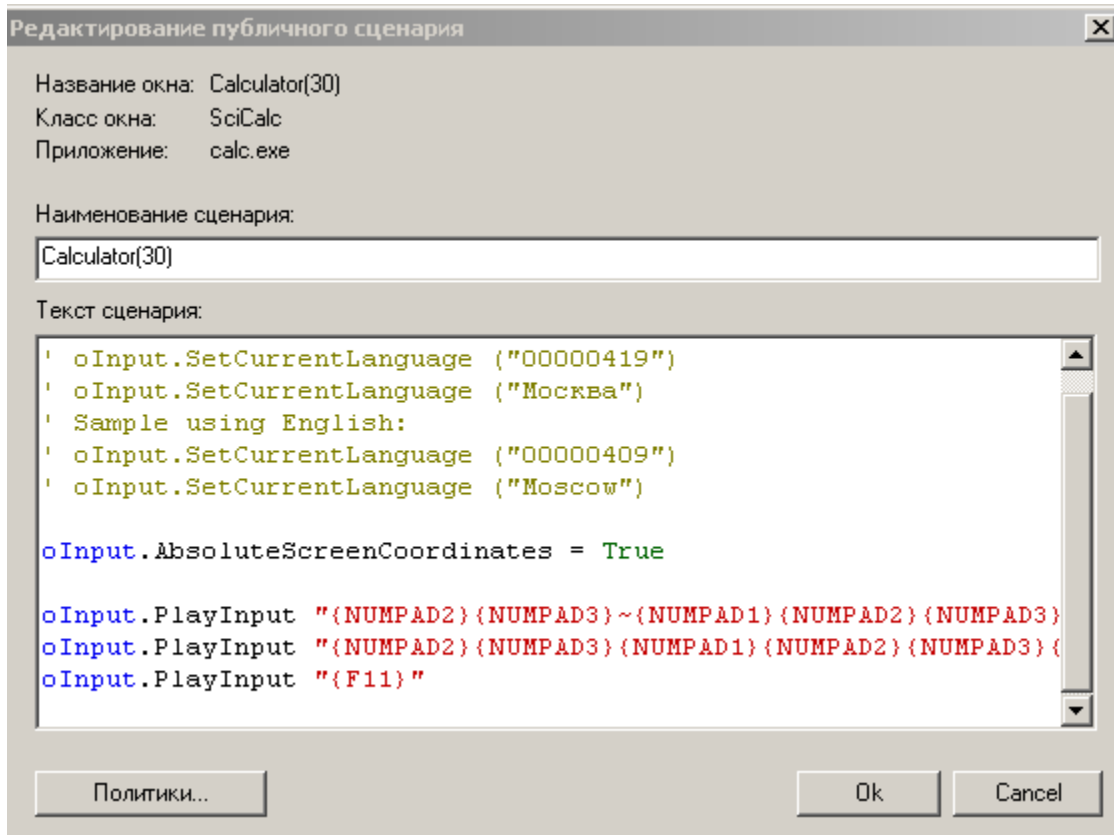 Редактирование публичного сценария
Название окна: Calculator(30)
Класс окна: SciCalc
Приложение: calc.exe
Наименование сценария:
Calculator(30)
Текст сценария:
' oInput.SetCurrentLanguage ("00000419")
' oInput.SetCurrentLanguage ("Москва")
' Sample using English:
' oInput.SetCurrentLanguage ("00000409")
' oInput.SetCurrentLanguage ("Moscow")
oInput.AbsoluteScreenCoordinates = True
oInput.PlayInput "{NUMPAD2}{NUMPAD3}~{NUMPAD1}{NUMPAD2}{NUMPAD3}
oInput.PlayInput "{NUMPAD2}{NUMPAD3}{NUMPAD1}{NUMPAD2}{NUMPAD3}{
oInput.PlayInput "{F11}"
Политики... Ok Cancel